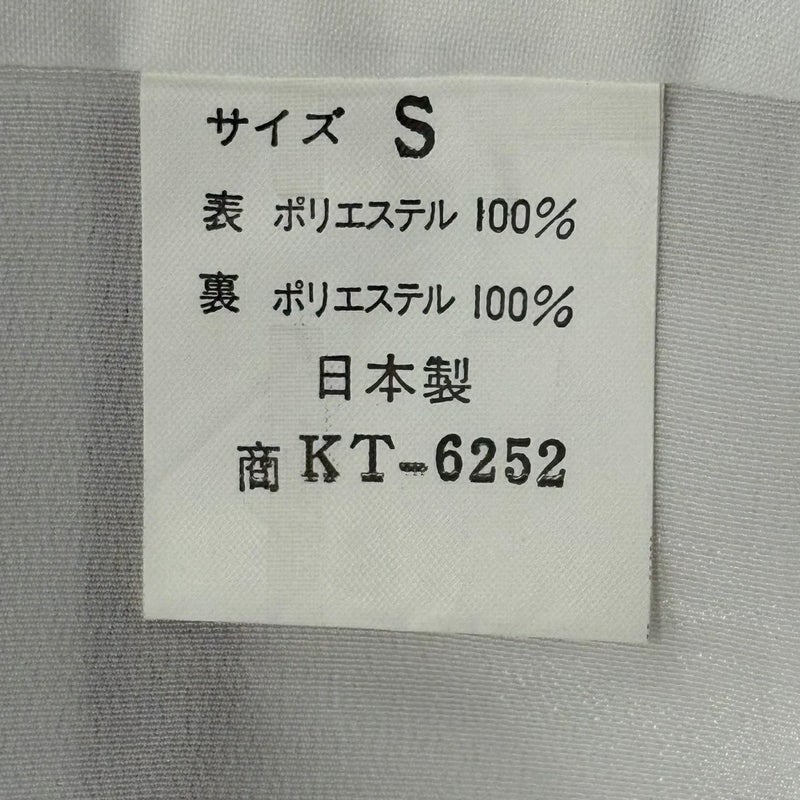 サイズ S
表 ポリエステル 100%
裏 ポリエステル 100%
日本製
商 KT-6252